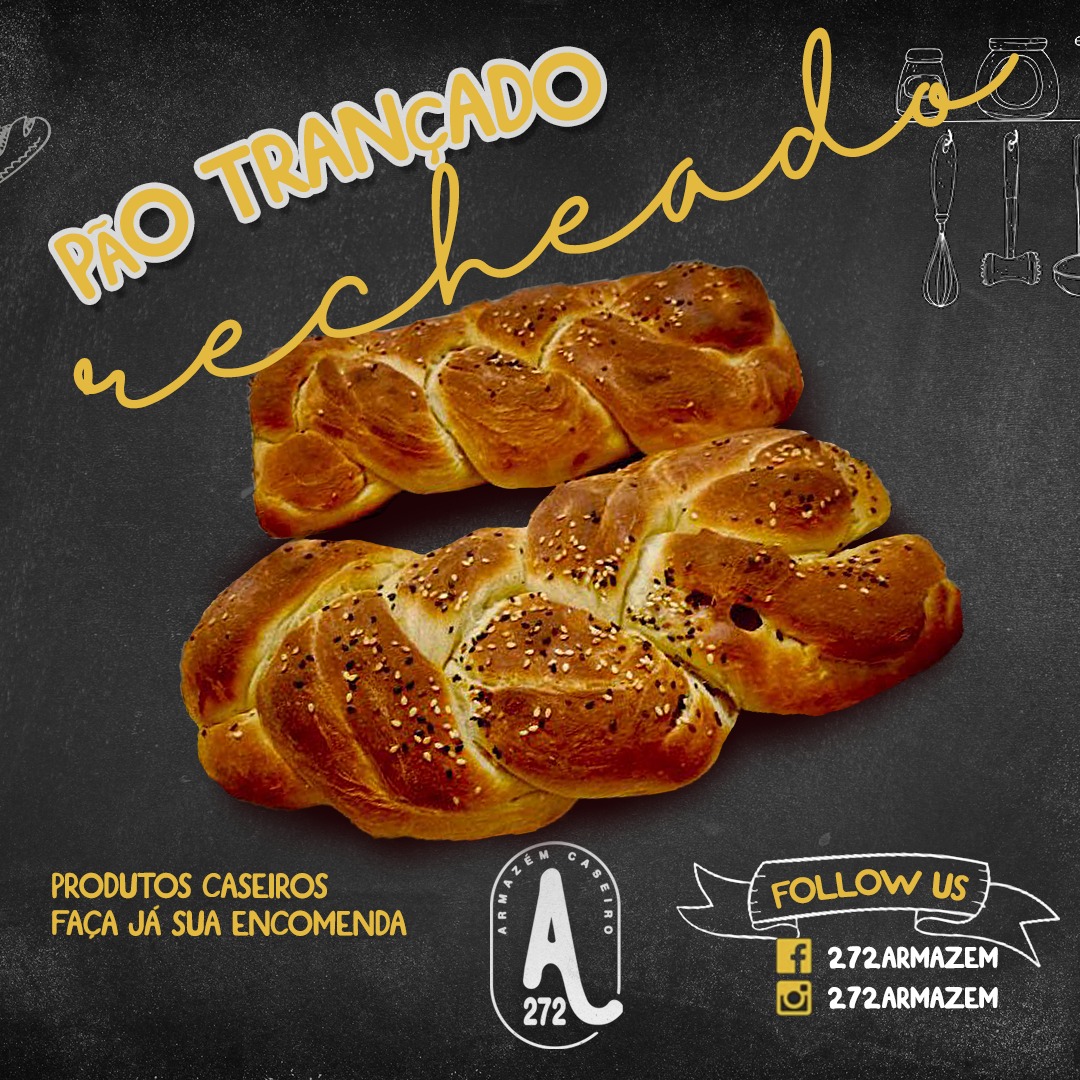 PÃO TRANÇADO
recheado
PRODUTOS CASEIROS
FAÇA JÁ SUA ENCOMENDA
ARMAZÉM CASEIRO
A
272
FOLLOW US
272ARMAZEM
272ARMAZEM